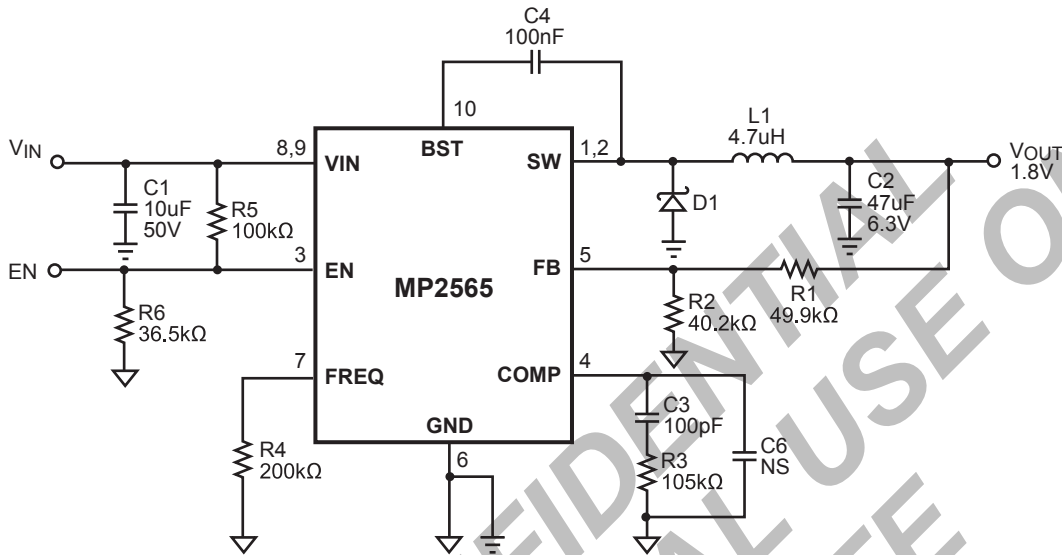 C4
100nF
10
V_IN
8,9
VIN
BST
SW
1,2
L1
4.7uH
V_OUT
1.8V
C1
10uF
50V
R5
100kΩ
D1
C2
47uF
6.3V
EN
3
EN
MP2565
FB
5
R6
36.5kΩ
R2
40.2kΩ
R1
49.9kΩ
7
FREQ
COMP
4
GND
6
R4
200kΩ
C3
100pF
R3
105kΩ
C6
NS